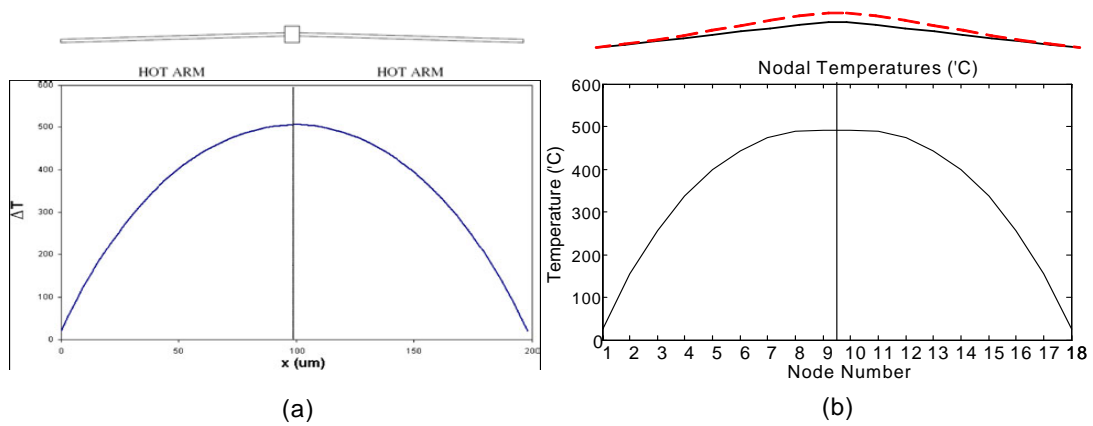 HOT ARM HOT ARM
600
500
400
300
200
100
0
ΔT
0 50 100 150 200
x (um)
(a)
Nodal Temperatures ('C)
600
500
400
300
200
100
0
Temperature ('C)
1 2 3 4 5 6 7 8 9 10 11 12 13 14 15 16 17 18
Node Number
(b)